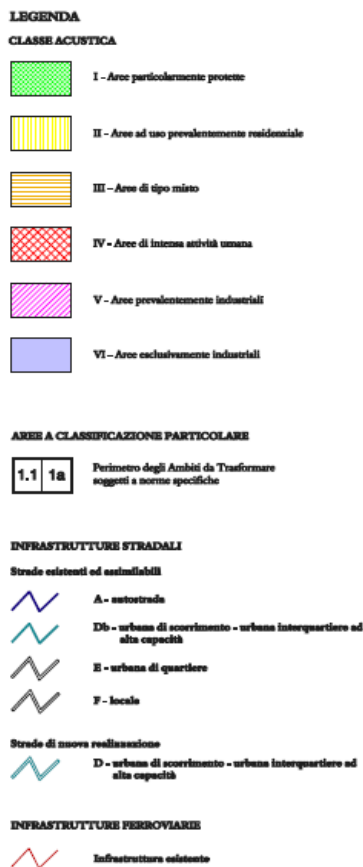 LEGENDA
CLASSE ACUSTICA
I - Aree particolarmente protette
II - Aree ad uso prevalentemente residenziale
III - Aree di tipo misto
IV - Aree di intensa attività umana
V - Aree prevalentemente industriali
VI - Aree esclusivamente industriali
AREE A CLASSIFICAZIONE PARTICOLARE
1.1 1a
Perimetro degli Ambiti da Trasformare
soggetti a norme specifiche
INFRASTRUTTURE STRADALI
Strade esistenti ed assimilabili
A - autostrada
Db - urbana di scorrimento - urbana interquartiere ad
alta capacità
E - urbana di quartiere
F - locale
Strade di nuova realizzazione
D - urbana di scorrimento - urbana interquartiere ad
alta capacità
INFRASTRUTTURE FERROVIARIE
Infrastruttura esistente